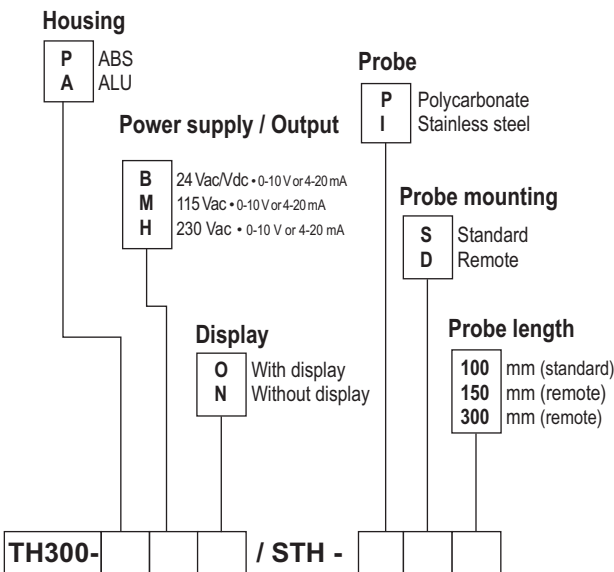 Housing
P ABS
A ALU
Power supply / Output
B 24 Vac/Vdc • 0-10 V or 4-20 mA
M 115 Vac • 0-10 V or 4-20 mA
H 230 Vac • 0-10 V or 4-20 mA
Display
O With display
N Without display
Probe
P Polycarbonate
I Stainless steel
Probe mounting
S Standard
D Remote
Probe length
100 mm (standard)
150 mm (remote)
300 mm (remote)
TH300- / STH -